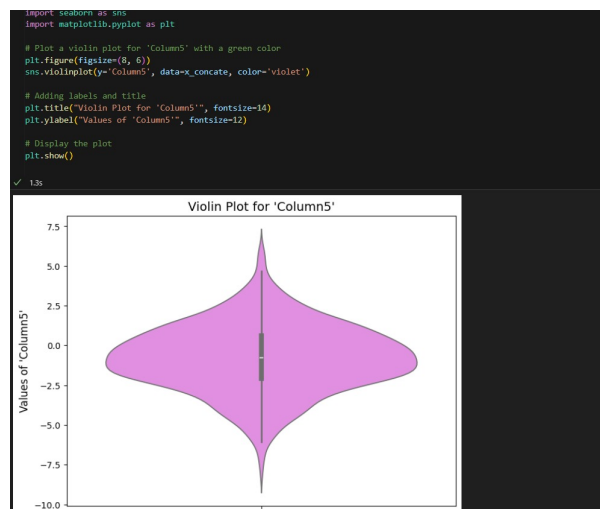 import seaborn as sns
import matplotlib.pyplot as plt
# Plot a violin plot for 'Column5' with a green color
plt.figure(figsize=(8, 6))
sns.violinplot(y='Column5', data=x_concate, color='violet')
# Adding labels and title
plt.title("Violin Plot for 'Column5'", fontsize=14)
plt.ylabel("Values of 'Column5'", fontsize=12)
# Display the plot
plt.show()
1.3s
Violin Plot for 'Column5'
7.5
5.0
2.5
0.0
−2.5
−5.0
−7.5
−10.0
Values of 'Column5'